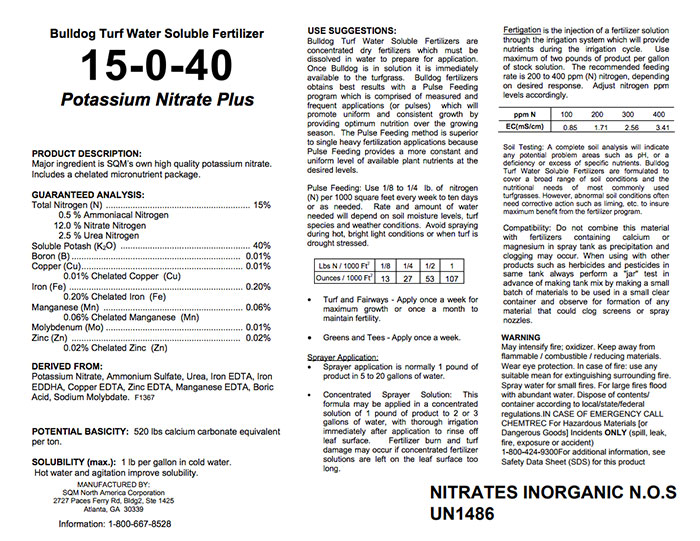 Bulldog Turf Water Soluble Fertilizer
15-0-40
Potassium Nitrate Plus
PRODUCT DESCRIPTION:
Major ingredient is SQM's own high quality potassium nitrate.
Includes a chelated micronutrient package.
GUARANTEED ANALYSIS:
Total Nitrogen (N) ................................................ 15%
0.5 % Ammoniacal Nitrogen
12.0 % Nitrate Nitrogen
2.5 % Urea Nitrogen
Soluble Potash (K₂O) ........................................... 40%
Boron (B) ............................................................ 0.01%
Copper (Cu).......................................................... 0.01%
0.01% Chelated Copper (Cu)
Iron (Fe) .............................................................. 0.20%
0.20% Chelated Iron (Fe)
Manganese (Mn) .................................................. 0.06%
0.06% Chelated Manganese (Mn)
Molybdenum (Mo) ................................................ 0.01%
Zinc (Zn) .............................................................. 0.02%
0.02% Chelated Zinc (Zn)
DERIVED FROM:
Potassium Nitrate, Ammonium Sulfate, Urea, Iron EDTA, Iron
EDDHA, Copper EDTA, Zinc EDTA, Manganese EDTA, Boric
Acid, Sodium Molybdate. F1367
POTENTIAL BASICITY: 520 lbs calcium carbonate equivalent
per ton.
SOLUBILITY (max.): 1 lb per gallon in cold water.
Hot water and agitation improve solubility.
MANUFACTURED BY:
SQM North America Corporation
2727 Paces Ferry Rd, Bldg2, Ste 1425
Atlanta, GA 30339
Information: 1-800-667-8528
USE SUGGESTIONS:
Bulldog Turf Water Soluble Fertilizers are
concentrated dry fertilizers which must be
dissolved in water to prepare for application.
Once Bulldog is in solution it is immediately
available to the turfgrass. Bulldog fertilizers
obtains best results with a Pulse Feeding
program which is comprised of measured and
frequent applications (or pulses) which will
promote uniform and consistent growth by
providing optimum nutrition over the growing
season. The Pulse Feeding method is superior
to single heavy fertilization applications because
Pulse Feeding provides a more constant and
uniform level of available plant nutrients at the
desired levels.
Pulse Feeding: Use 1/8 to 1/4 lb. of nitrogen
(N) per 1000 square feet every week to ten days
or as needed. Rate and amount of water
needed will depend on soil moisture levels, turf
species and weather conditions. Avoid spraying
during hot, bright light conditions or when turf is
drought stressed.
Lbs N / 1000 Ft² 1/8 1/4 1/2 1
Ounces / 1000 Ft² 13 27 53 107
• Turf and Fairways - Apply once a week for
maximum growth or once a month to
maintain fertility.
• Greens and Tees - Apply once a week.
Sprayer Application:
• Sprayer application is normally 1 pound of
product in 5 to 20 gallons of water.
• Concentrated Sprayer Solution: This
formula may be applied in a concentrated
solution of 1 pound of product to 2 or 3
gallons of water, with thorough irrigation
immediately after application to rinse off
leaf surface. Fertilizer burn and turf
damage may occur if concentrated fertilizer
solutions are left on the leaf surface too
long.
Fertigation is the injection of a fertilizer solution
through the irrigation system which will provide
nutrients during the irrigation cycle. Use
maximum of two pounds of product per gallon
of stock solution. The recommended feeding
rate is 200 to 400 ppm (N) nitrogen, depending
on desired response. Adjust nitrogen ppm
levels accordingly.
ppm N 100 200 300 400
EC(mS/cm) 0.85 1.71 2.56 3.41
Soil Testing: A complete soil analysis will indicate
any potential problem areas such as pH, or a
deficiency or excess of specific nutrients. Bulldog
Turf Water Soluble Fertilizers are formulated to
cover a broad range of soil conditions and the
nutritional needs of most commonly used
turfgrasses. However, abnormal soil conditions often
need corrective action such as liming, etc. to insure
maximum benefit from the fertilizer program.
Compatibility: Do not combine this material
with fertilizers containing calcium or
magnesium in spray tank as precipitation and
clogging may occur. When using with other
products such as herbicides and pesticides in
same tank always perform a "jar" test in
advance of making tank mix by making a small
batch of materials to be used in a small clear
container and observe for formation of any
material that could clog screens or spray
nozzles.
WARNING
May intensify fire; oxidizer. Keep away from
flammable / combustible / reducing materials.
Wear eye protection. In case of fire: use any
suitable mean for extinguishing surrounding fire.
Spray water for small fires. For large fires flood
with abundant water. Dispose of contents/
container according to local/state/federal
regulations.IN CASE OF EMERGENCY CALL
CHEMTREC For Hazardous Materials [or
Dangerous Goods] Incidents ONLY (spill, leak,
fire, exposure or accident)
1-800-424-9300For additional information, see
Safety Data Sheet (SDS) for this product
NITRATES INORGANIC N.O.S
UN1486